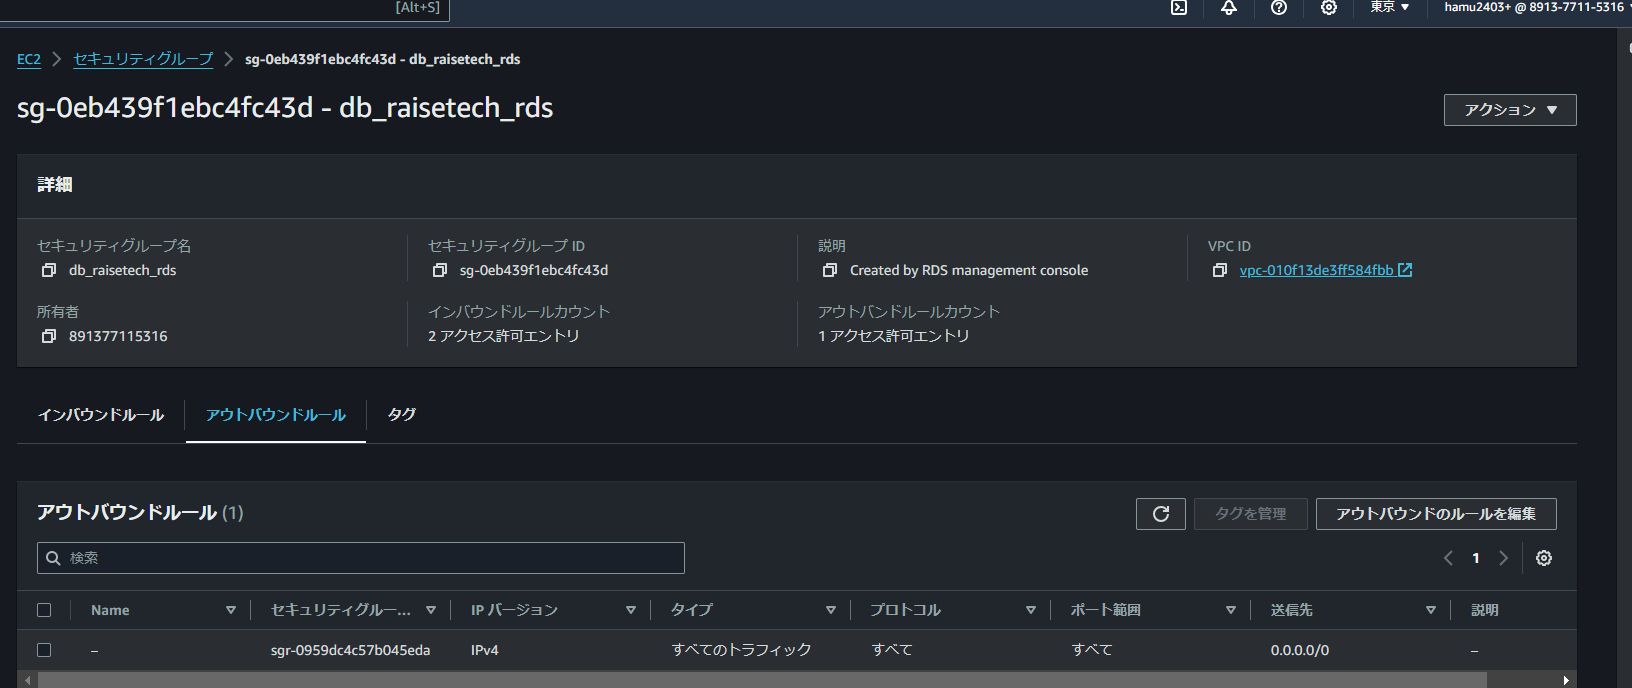 [Alt+S]
東京
hamu2403+ @ 8913-7711-5316
EC2
セキュリティグループ
sg-0eb439f1ebc4fc43d - db_raisetech_rds
sg-0eb439f1ebc4fc43d - db_raisetech_rds
アクション
詳細
セキュリティグループ名
db_raisetech_rds
セキュリティグループ ID
sg-0eb439f1ebc4fc43d
説明
Created by RDS management console
VPC ID
vpc-010f13de3ff584fbb
所有者
891377115316
インバウンドルールカウント
2 アクセス許可エントリ
アウトバンドルールカウント
1 アクセス許可エントリ
インバウンドルール
アウトバウンドルール
タグ
アウトバウンドルール (1)
タグを管理
アウトバウンドのルールを編集
検索
1
Name
セキュリティグルー...
IP バージョン
タイプ
プロトコル
ポート範囲
送信先
説明
–
sgr-0959dc4c57b045eda
IPv4
すべてのトラフィック
すべて
すべて
0.0.0.0/0
–